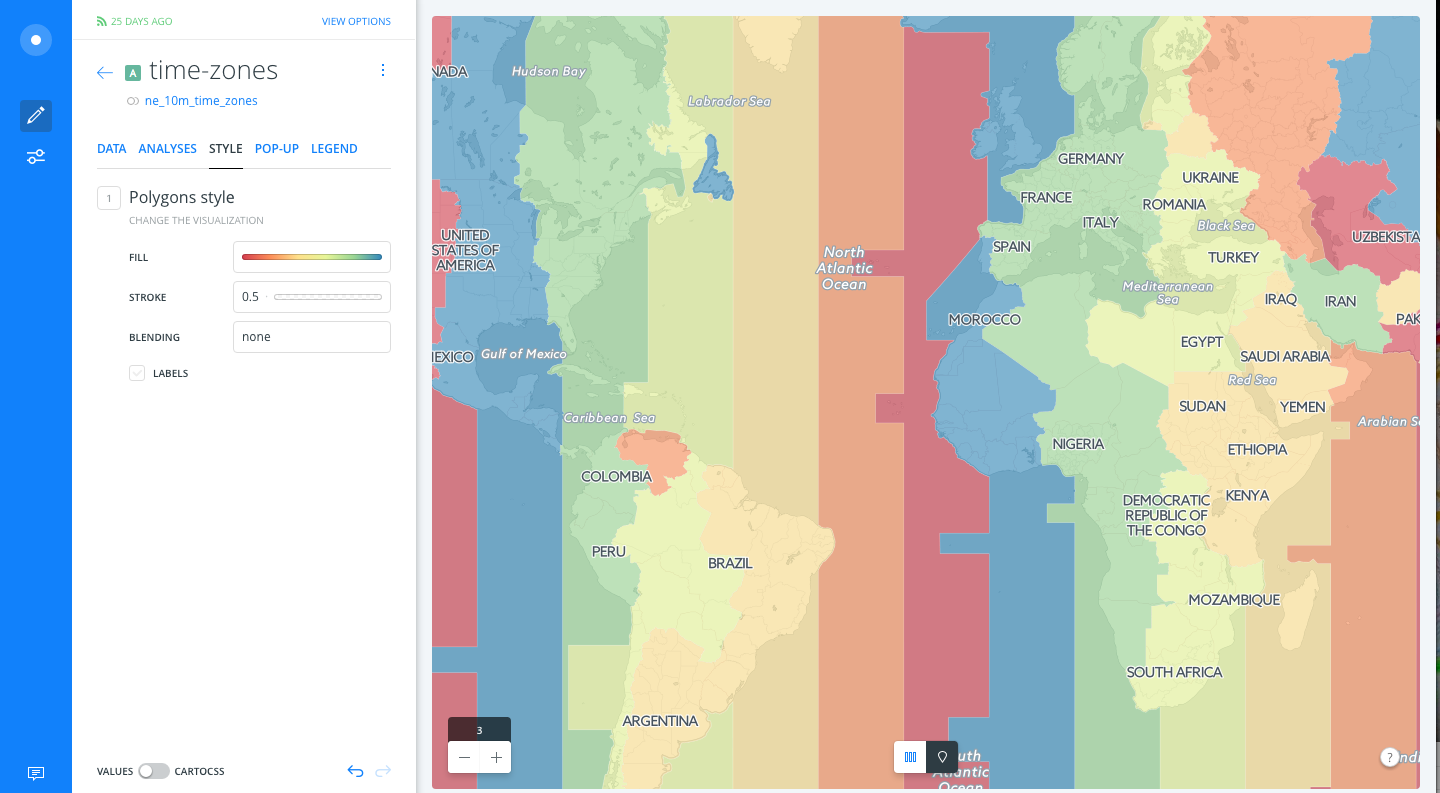 25 DAYS AGO
VIEW OPTIONS
A
time-zones
ne_10m_time_zones
DATA
ANALYSES
STYLE
POP-UP
LEGEND
1
Polygons style
CHANGE THE VISUALIZATION
FILL
STROKE
0.5
BLENDING
none
LABELS
VALUES
CARTOCSS
NADA
Hudson Bay
Labrador Sea
UNITED
STATES OF
AMERICA
North
Atlantic
Ocean
EXICO
Gulf of Mexico
Caribbean Sea
COLOMBIA
PERU
BRAZIL
ARGENTINA
GERMANY
FRANCE
UKRAINE
ROMANIA
ITALY
Black Sea
SPAIN
UZBEKISTA
TURKEY
Mediterranean
Sea
IRAQ
IRAN
MOROCCO
PAK
EGYPT
SAUDI ARABIA
Red Sea
SUDAN
YEMEN
Arabian S
NIGERIA
ETHIOPIA
KENYA
DEMOCRATIC
REPUBLIC OF
THE CONGO
MOZAMBIQUE
SOUTH AFRICA
3
uth
Atlantic
Ocean
?
ndi